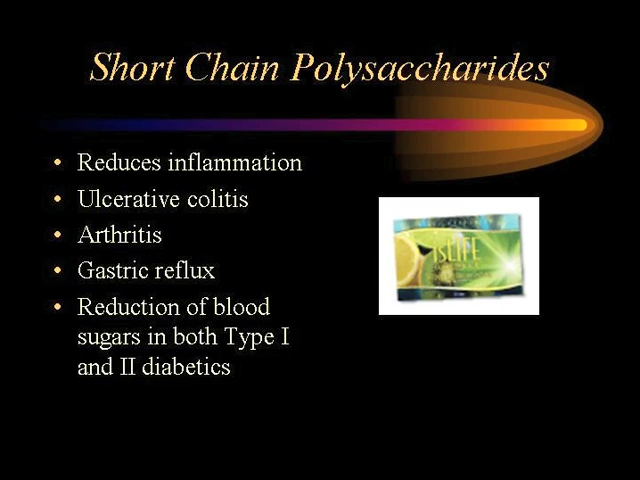 Short Chain Polysaccharides
• Reduces inflammation
• Ulcerative colitis
• Arthritis
• Gastric reflux
• Reduction of blood
sugars in both Type I
and II diabetics
isLIFE